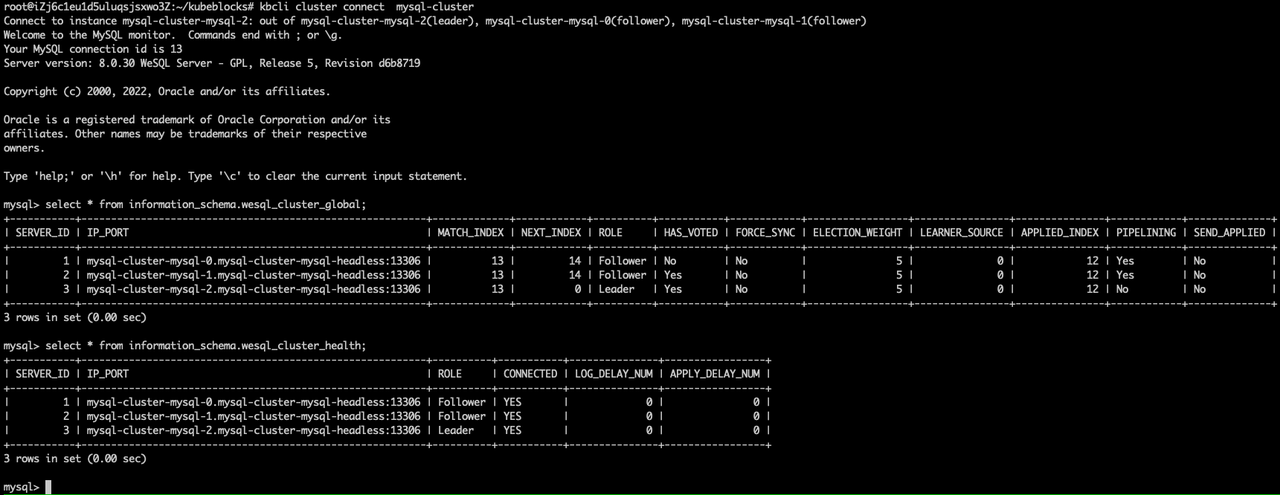 root@iZj6c1eu1d5uluqsjsxwo3Z:~/kubeblocks# kbcli cluster connect  mysql-cluster
Connect to instance mysql-cluster-mysql-2: out of mysql-cluster-mysql-2(leader), mysql-cluster-mysql-0(follower), mysql-cluster-mysql-1(follower)
Welcome to the MySQL monitor.  Commands end with ; or \g.
Your MySQL connection id is 13
Server version: 8.0.30 WeSQL Server - GPL, Release 5, Revision d6b8719

Copyright (c) 2000, 2022, Oracle and/or its affiliates.

Oracle is a registered trademark of Oracle Corporation and/or its
affiliates. Other names may be trademarks of their respective
owners.

Type 'help;' or '\h' for help. Type '\c' to clear the current input statement.

mysql> select * from information_schema.wesql_cluster_global;
| SERVER_ID | IP_PORT | MATCH_INDEX | NEXT_INDEX | ROLE | HAS_VOTED | FORCE_SYNC | ELECTION_WEIGHT | LEARNER_SOURCE | APPLIED_INDEX | PIPELINING | SEND_APPLIED |
| 1 | mysql-cluster-mysql-0.mysql-cluster-mysql-headless:13306 | 13 | 14 | Follower | No | No | 5 | 0 | 12 | Yes | No |
| 2 | mysql-cluster-mysql-1.mysql-cluster-mysql-headless:13306 | 13 | 14 | Follower | Yes | No | 5 | 0 | 12 | Yes | No |
| 3 | mysql-cluster-mysql-2.mysql-cluster-mysql-headless:13306 | 13 | 0 | Leader | Yes | No | 5 | 0 | 12 | No | No |
3 rows in set (0.00 sec)

mysql> select * from information_schema.wesql_cluster_health;
| SERVER_ID | IP_PORT | ROLE | CONNECTED | LOG_DELAY_NUM | APPLY_DELAY_NUM |
| 1 | mysql-cluster-mysql-0.mysql-cluster-mysql-headless:13306 | Follower | YES | 0 | 0 |
| 2 | mysql-cluster-mysql-1.mysql-cluster-mysql-headless:13306 | Follower | YES | 0 | 0 |
| 3 | mysql-cluster-mysql-2.mysql-cluster-mysql-headless:13306 | Leader | YES | 0 | 0 |
3 rows in set (0.00 sec)

mysql>